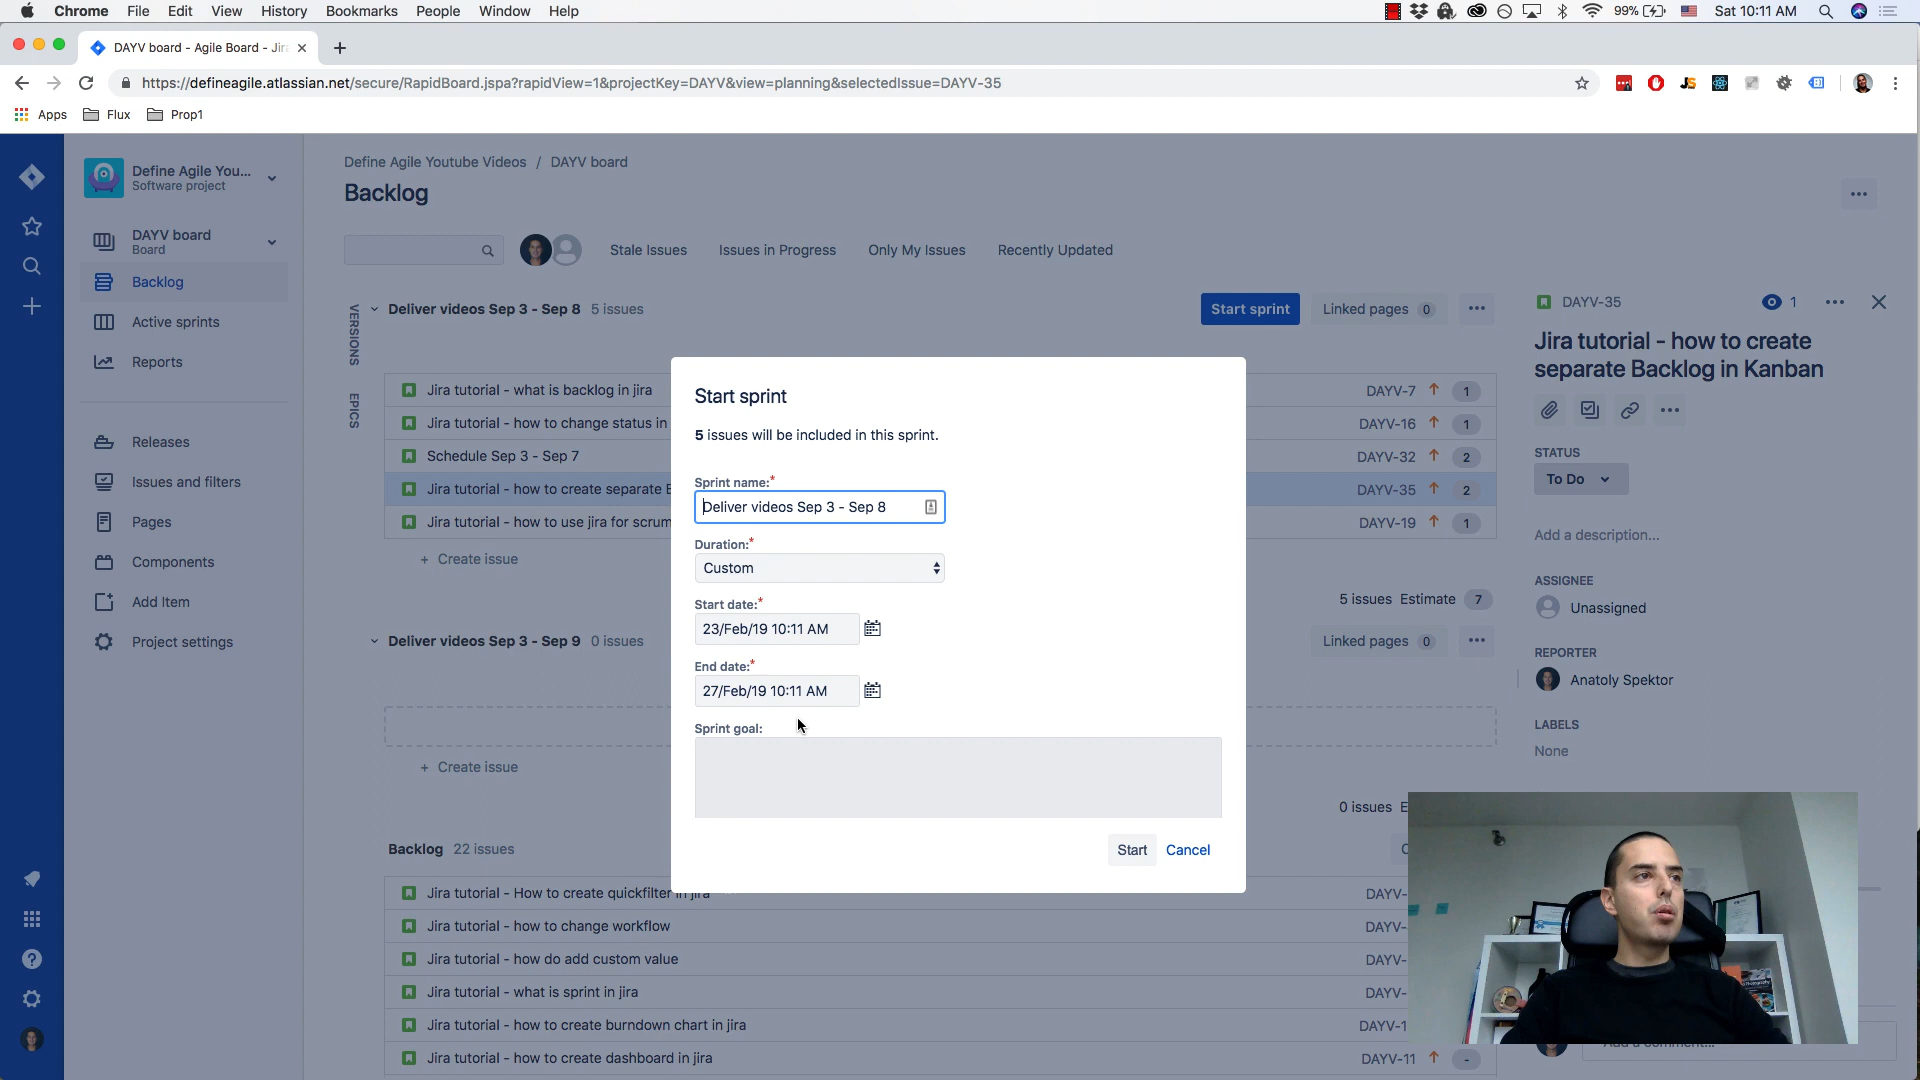 Chrome File Edit View History Bookmarks People Window Help 99% Sat 10:11 AM
DAYV board - Agile Board - Jir
https://defineagile.atlassian.net/secure/RapidBoard.jspa?rapidView=1&projectKey=DAYV&view=planning&selectedIssue=DAYV-35
Apps Flux Prop1
Define Agile You...
Software project
DAYV board
Board
Backlog
Active sprints
Reports
Releases
Issues and filters
Pages
Components
Add Item
Project settings
Define Agile Youtube Videos / DAYV board
Backlog
Stale Issues Issues in Progress Only My Issues Recently Updated
VERSIONS
EPICS
Deliver videos Sep 3 - Sep 8 5 issues Start sprint Linked pages 0
Jira tutorial - what is backlog in jira DAYV-7 1
Jira tutorial - how to change status in DAYV-16 1
Schedule Sep 3 - Sep 7 DAYV-32 2
Jira tutorial - how to create separate DAYV-35 2
Jira tutorial - how to use jira for scrum DAYV-19 1
+ Create issue
5 issues Estimate 7
Deliver videos Sep 3 - Sep 9 0 issues Linked pages 0
+ Create issue
0 issues
Backlog 22 issues
Jira tutorial - How to create quickfilter in jira DAYV-
Jira tutorial - how to change workflow DAYV-
Jira tutorial - how do add custom value DAYV-
Jira tutorial - what is sprint in jira DAYV-
Jira tutorial - how to create burndown chart in jira DAYV-1
Jira tutorial - how to create dashboard in jira DAYV-11 -
Start sprint
5 issues will be included in this sprint.
Sprint name:*
Deliver videos Sep 3 - Sep 8
Duration:*
Custom
Start date:*
23/Feb/19 10:11 AM
End date:*
27/Feb/19 10:11 AM
Sprint goal:
Start Cancel
DAYV-35 1
Jira tutorial - how to create
separate Backlog in Kanban
STATUS
To Do
Add a description...
ASSIGNEE
Unassigned
REPORTER
Anatoly Spektor
LABELS
None